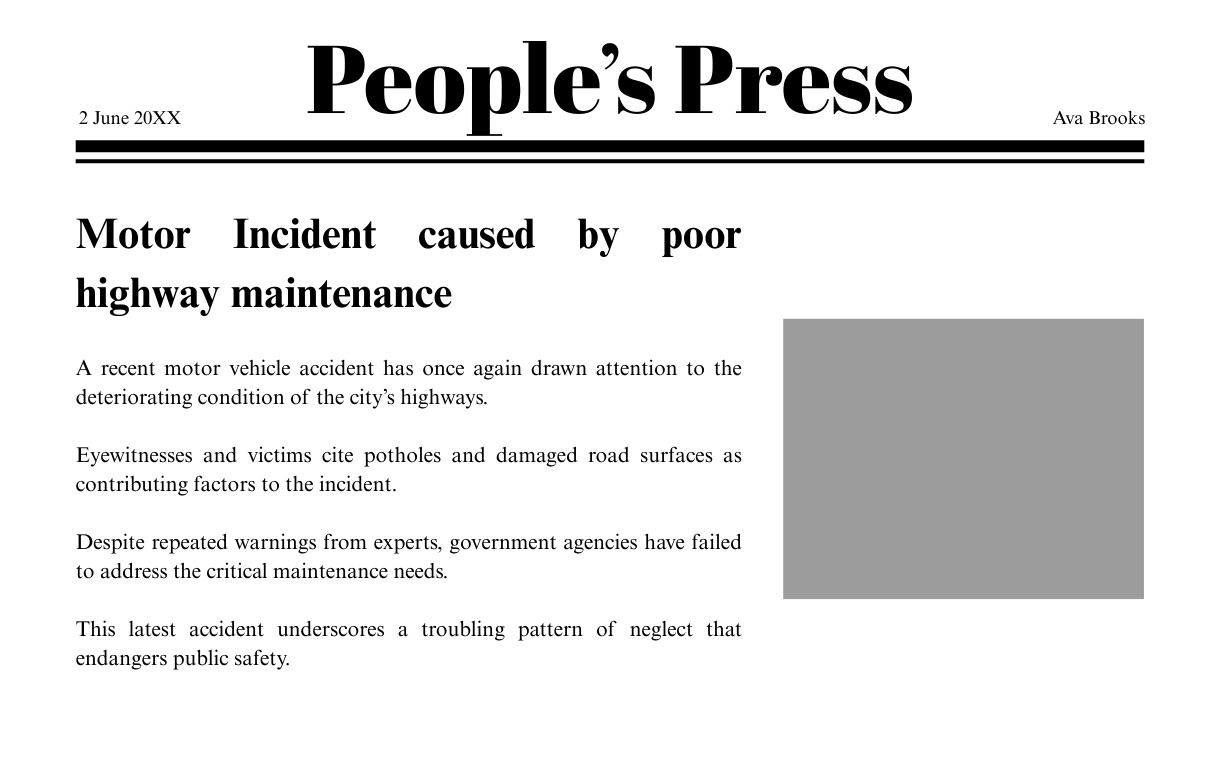 People’s Press
2 June 20XX
Ava Brooks
Motor Incident caused by poor
highway maintenance
A recent motor vehicle accident has once again drawn attention to the
deteriorating condition of the city’s highways.
Eyewitnesses and victims cite potholes and damaged road surfaces as
contributing factors to the incident.
Despite repeated warnings from experts, government agencies have failed
to address the critical maintenance needs.
This latest accident underscores a troubling pattern of neglect that
endangers public safety.